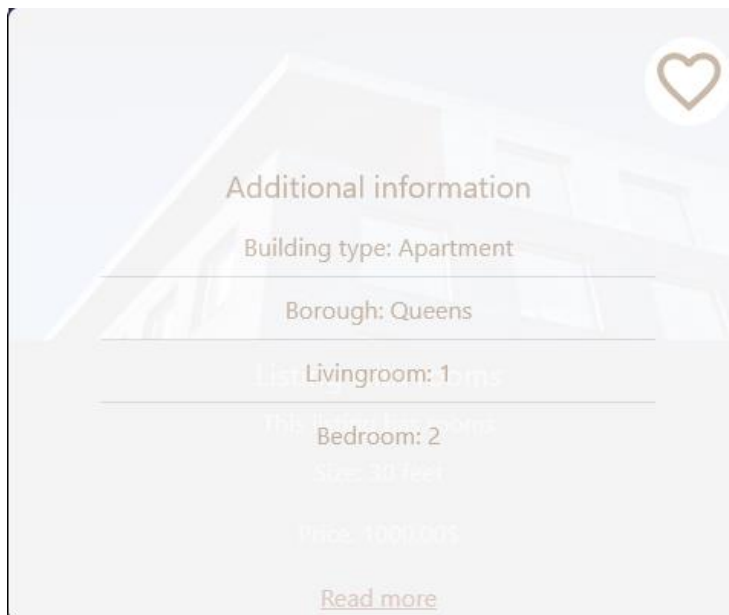 Additional information
Building type: Apartment
Borough: Queens
Livingroom: 1
Bedroom: 2
Size: 30 feet
Price: 1000.00$
Read more